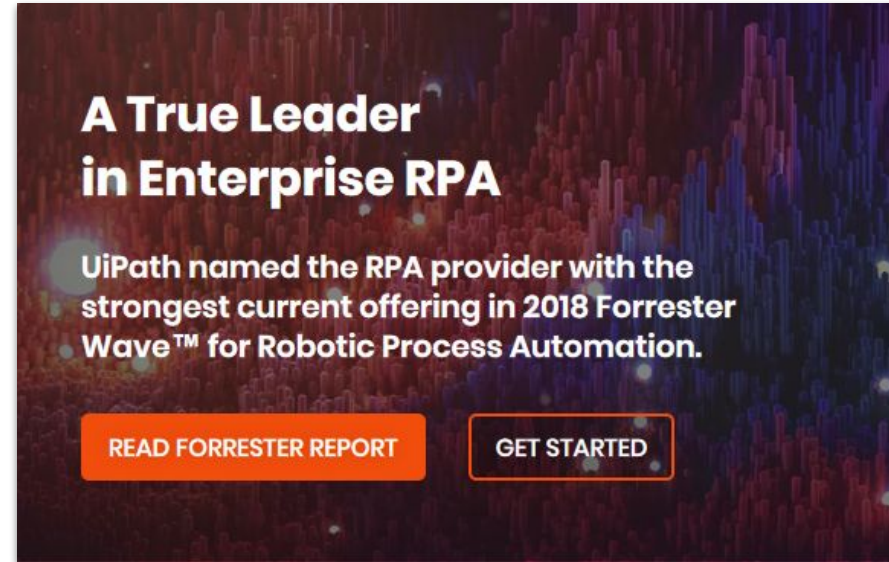 A True Leader
in Enterprise RPA
UiPath named the RPA provider with the
strongest current offering in 2018 Forrester
Wave™ for Robotic Process Automation.
READ FORRESTER REPORT
GET STARTED